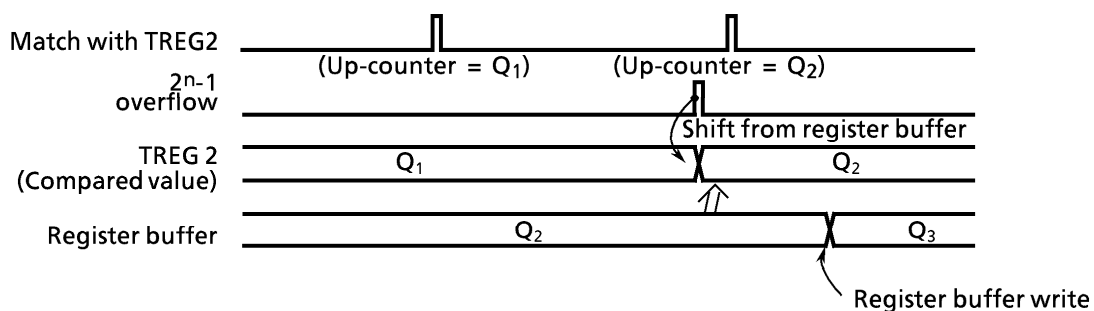 Match with TREG2
(Up-counter = Q₁)
(Up-counter = Q₂)
2ⁿ-1
overflow
Shift from register buffer
TREG 2
(Compared value)
Q₁
Q₂
Register buffer
Q₂
Q₃
Register buffer write